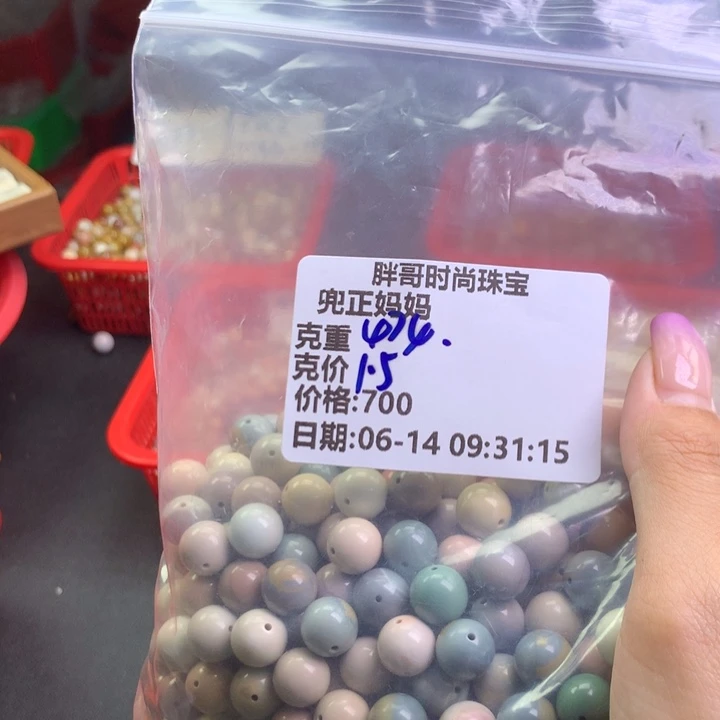 胖哥时尚珠宝
兜正妈妈
克重 474.
克价 1.5
价格:700
日期:06-14 09:31:15